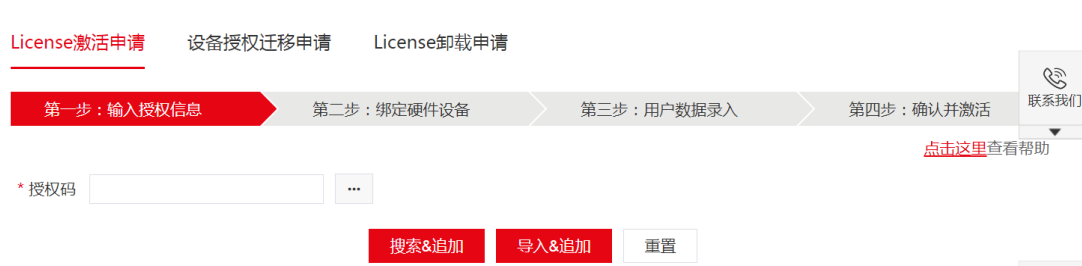 License激活申请 设备授权迁移申请 License卸载申请
第一步：输入授权信息 第二步：绑定硬件设备 第三步：用户数据录入 第四步：确认并激活
联系我们
点击这里查看帮助
* 授权码 ...
搜索&追加 导入&追加 重置